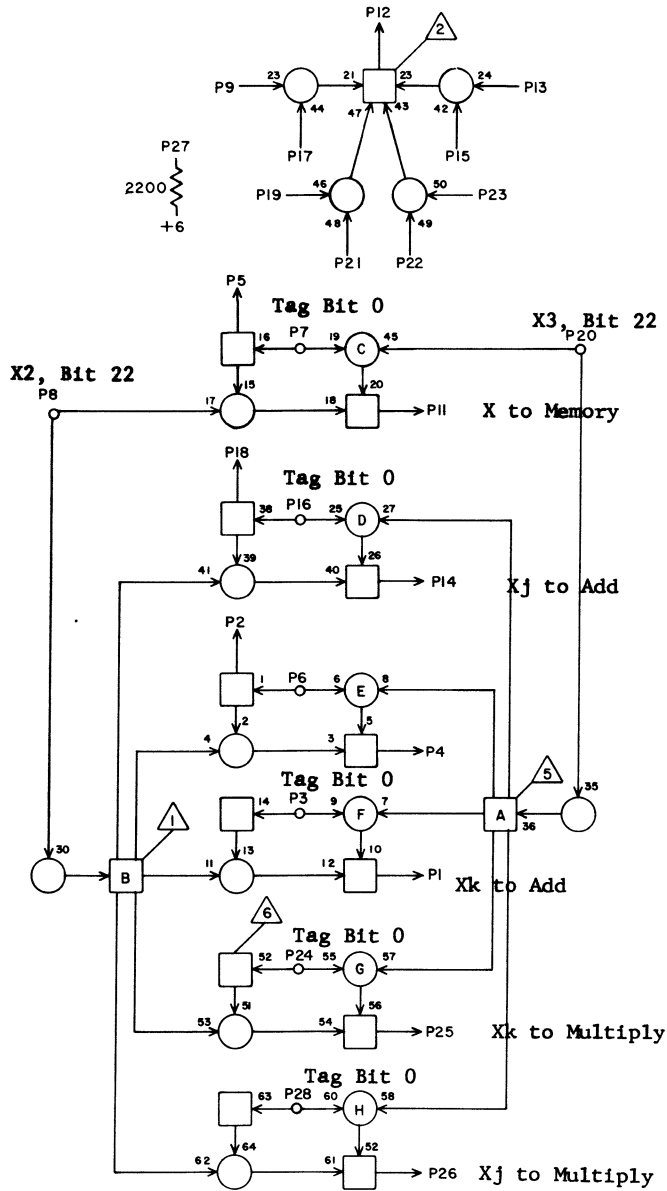 P12
2
P9 23 21 23 24 P13
44 47 43 42
P17 P15
P27
2200
+6
P19 46 50 P23
48 49
P21 P22
P5
Tag Bit 0
X3, Bit 22
P7 P20
16 19 C 45
X2, Bit 22
P8
15 20
17 18 P11 X to Memory
P18
Tag Bit 0
P16
38 25 D 27
39 26
41 40 P14 Xj to Add
P2
P6
1 6 E 8
2 5
4 3 P4
Tag Bit 0
5
P3 35
14 9 F 7 A 36
1
13 10
30 B 11 12 P1 Xk to Add
6
Tag Bit 0
P24
52 55 G 57
51 56
53 54 P25 Xk to Multiply
Tag Bit 0
P28
63 60 H 58
64 52
62 61 P26 Xj to Multiply